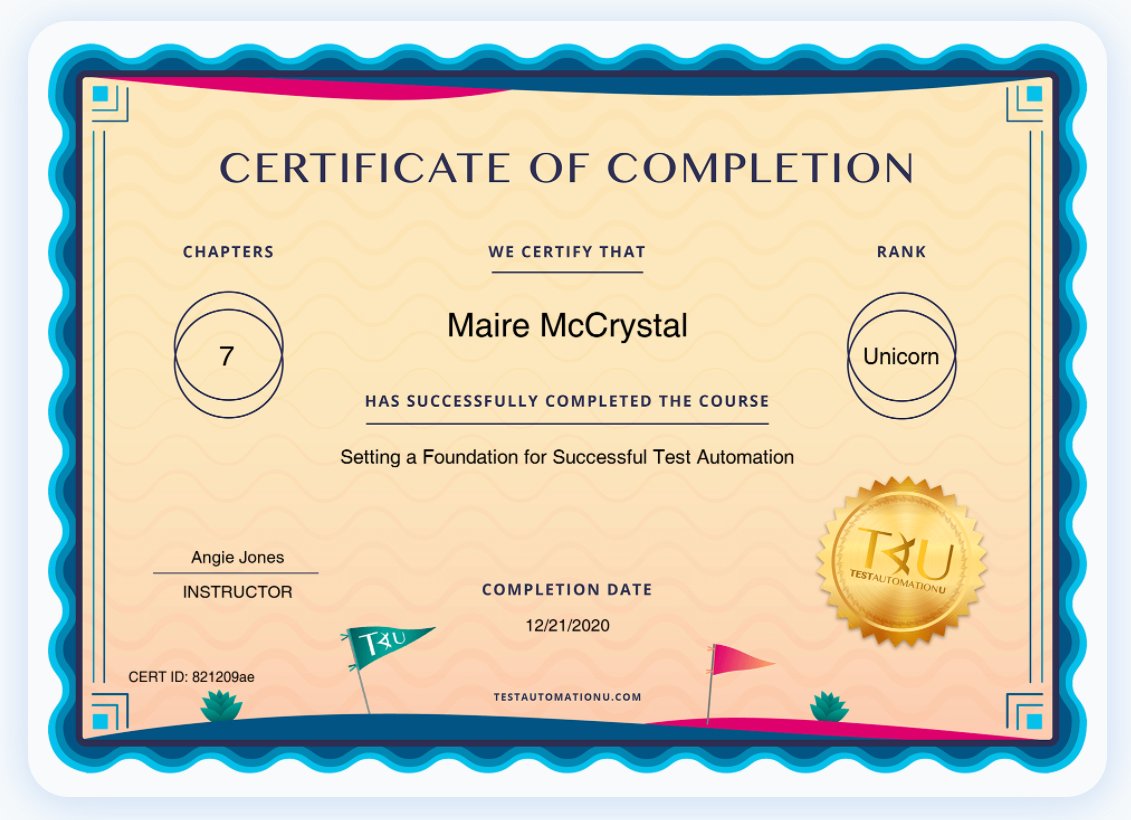 CERTIFICATE OF COMPLETION
CHAPTERS
7
WE CERTIFY THAT
Maire McCrystal
HAS SUCCESSFULLY COMPLETED THE COURSE
Setting a Foundation for Successful Test Automation
RANK
Unicorn
TAU
TESTAUTOMATIONU
Angie Jones
INSTRUCTOR
COMPLETION DATE
12/21/2020
TAU
CERT ID: 821209ae
TESTAUTOMATIONU.COM